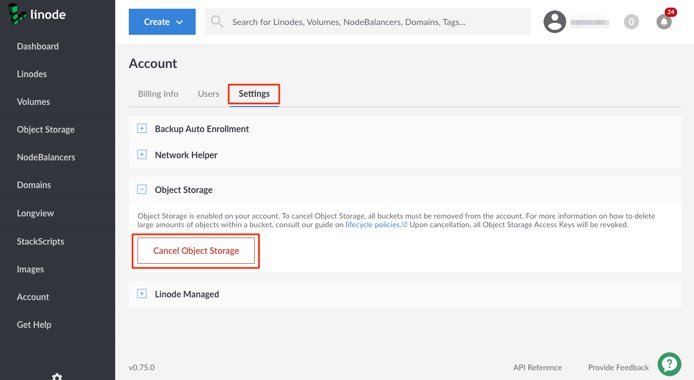 linode
Create
Search for Linodes, Volumes, NodeBalancers, Domains, Tags...
0
24
Dashboard
Linodes
Volumes
Object Storage
NodeBalancers
Domains
Longview
StackScripts
Images
Account
Get Help
Account
Billing Info
Users
Settings
Backup Auto Enrollment
Network Helper
Object Storage
Object Storage is enabled on your account. To cancel Object Storage, all buckets must be removed from the account. For more information on how to delete
large amounts of objects within a bucket, consult our guide on lifecycle policies. Upon cancellation, all Object Storage Access Keys will be revoked.
Cancel Object Storage
Linode Managed
v0.75.0
API Reference
Provide Feedback
?